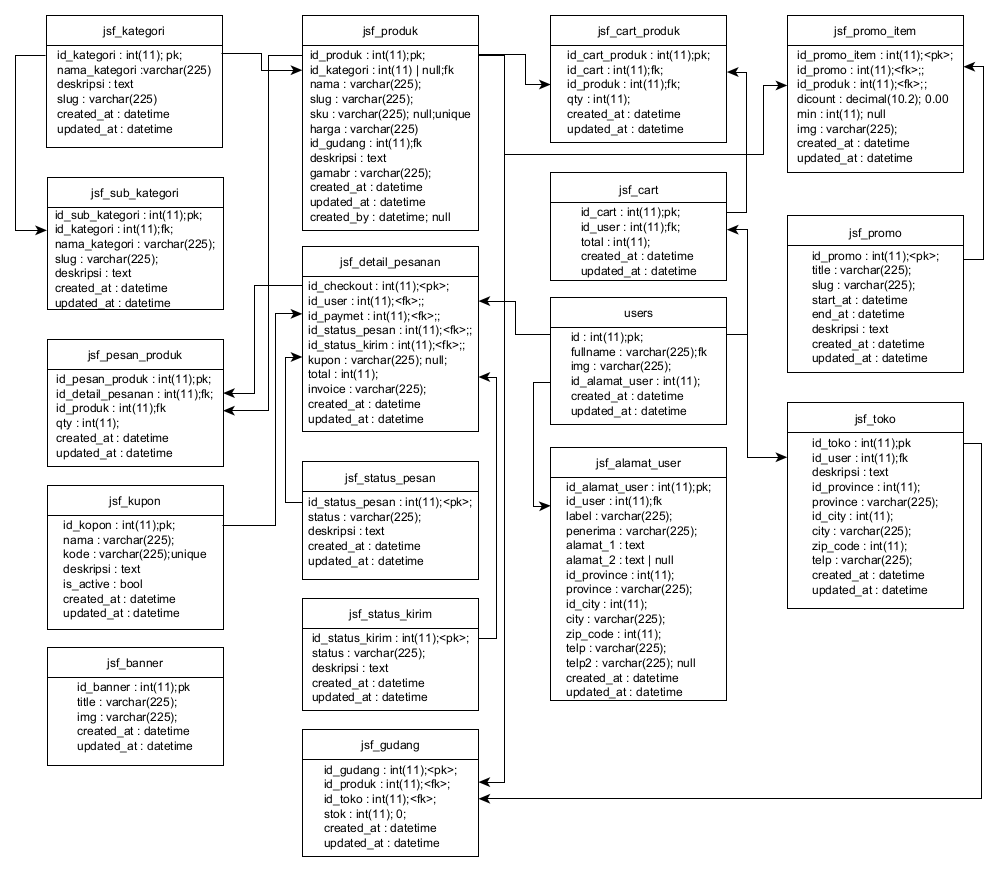 jsf_kategori
id_kategori : int(11); pk;
nama_kategori :varchar(225)
deskripsi : text
slug : varchar(225)
created_at : datetime
updated_at : datetime
jsf_sub_kategori
id_sub_kategori : int(11);pk;
id_kategori : int(11);fk;
nama_kategori : varchar(225);
slug : varchar(225);
deskripsi : text
created_at : datetime
updated_at : datetime
jsf_pesan_produk
id_pesan_produk : int(11);pk;
id_detail_pesanan : int(11);fk;
id_produk : int(11);fk
qty : int(11);
created_at : datetime
updated_at : datetime
jsf_kupon
id_kopon : int(11);pk;
nama : varchar(225);
kode : varchar(225);unique
deskripsi : text
is_active : bool
created_at : datetime
updated_at : datetime
jsf_banner
id_banner : int(11);pk
title : varchar(225);
img : varchar(225);
created_at : datetime
updated_at : datetime
jsf_produk
id_produk : int(11);pk;
id_kategori : int(11) | null;fk
nama : varchar(225);
slug : varchar(225);
sku : varchar(225); null;unique
harga : varchar(225)
id_gudang : int(11);fk
deskripsi : text
gamabr : varchar(225);
created_at : datetime
updated_at : datetime
created_by : datetime; null
jsf_detail_pesanan
id_checkout : int(11);<pk>;
id_user : int(11);<fk>;;
id_paymet : int(11);<fk>;;
id_status_pesan : int(11);<fk>;;
id_status_kirim : int(11);<fk>;;
kupon : varchar(225); null;
total : int(11);
invoice : varchar(225);
created_at : datetime
updated_at : datetime
jsf_status_pesan
id_status_pesan : int(11);<pk>;
status : varchar(225);
deskripsi : text
created_at : datetime
updated_at : datetime
jsf_status_kirim
id_status_kirim : int(11);<pk>;
status : varchar(225);
deskripsi : text
created_at : datetime
updated_at : datetime
jsf_gudang
id_gudang : int(11);<pk>;
id_produk : int(11);<fk>;
id_toko : int(11);<fk>;
stok : int(11); 0;
created_at : datetime
updated_at : datetime
jsf_cart_produk
id_cart_produk : int(11);pk;
id_cart : int(11);fk;
id_produk : int(11);fk;
qty : int(11);
created_at : datetime
updated_at : datetime
jsf_cart
id_cart : int(11);pk;
id_user : int(11);fk;
total : int(11);
created_at : datetime
updated_at : datetime
users
id : int(11);pk;
fullname : varchar(225);fk
img : varchar(225);
id_alamat_user : int(11);
created_at : datetime
updated_at : datetime
jsf_alamat_user
id_alamat_user : int(11);pk;
id_user : int(11);fk
label : varchar(225);
penerima : varchar(225);
alamat_1 : text
alamat_2 : text | null
id_province : int(11);
province : varchar(225);
id_city : int(11);
city : varchar(225);
zip_code : int(11);
telp : varchar(225);
telp2 : varchar(225); null
created_at : datetime
updated_at : datetime
jsf_promo_item
id_promo_item : int(11);<pk>;
id_promo : int(11);<fk>;;
id_produk : int(11);<fk>;;
dicount : decimal(10.2); 0.00
min : int(11); null
img : varchar(225);
created_at : datetime
updated_at : datetime
jsf_promo
id_promo : int(11);<pk>;
title : varchar(225);
slug : varchar(225);
start_at : datetime
end_at : datetime
deskripsi : text
created_at : datetime
updated_at : datetime
jsf_toko
id_toko : int(11);pk
id_user : int(11);fk
deskripsi : text
id_province : int(11);
province : varchar(225);
id_city : int(11);
city : varchar(225);
zip_code : int(11);
telp : varchar(225);
created_at : datetime
updated_at : datetime